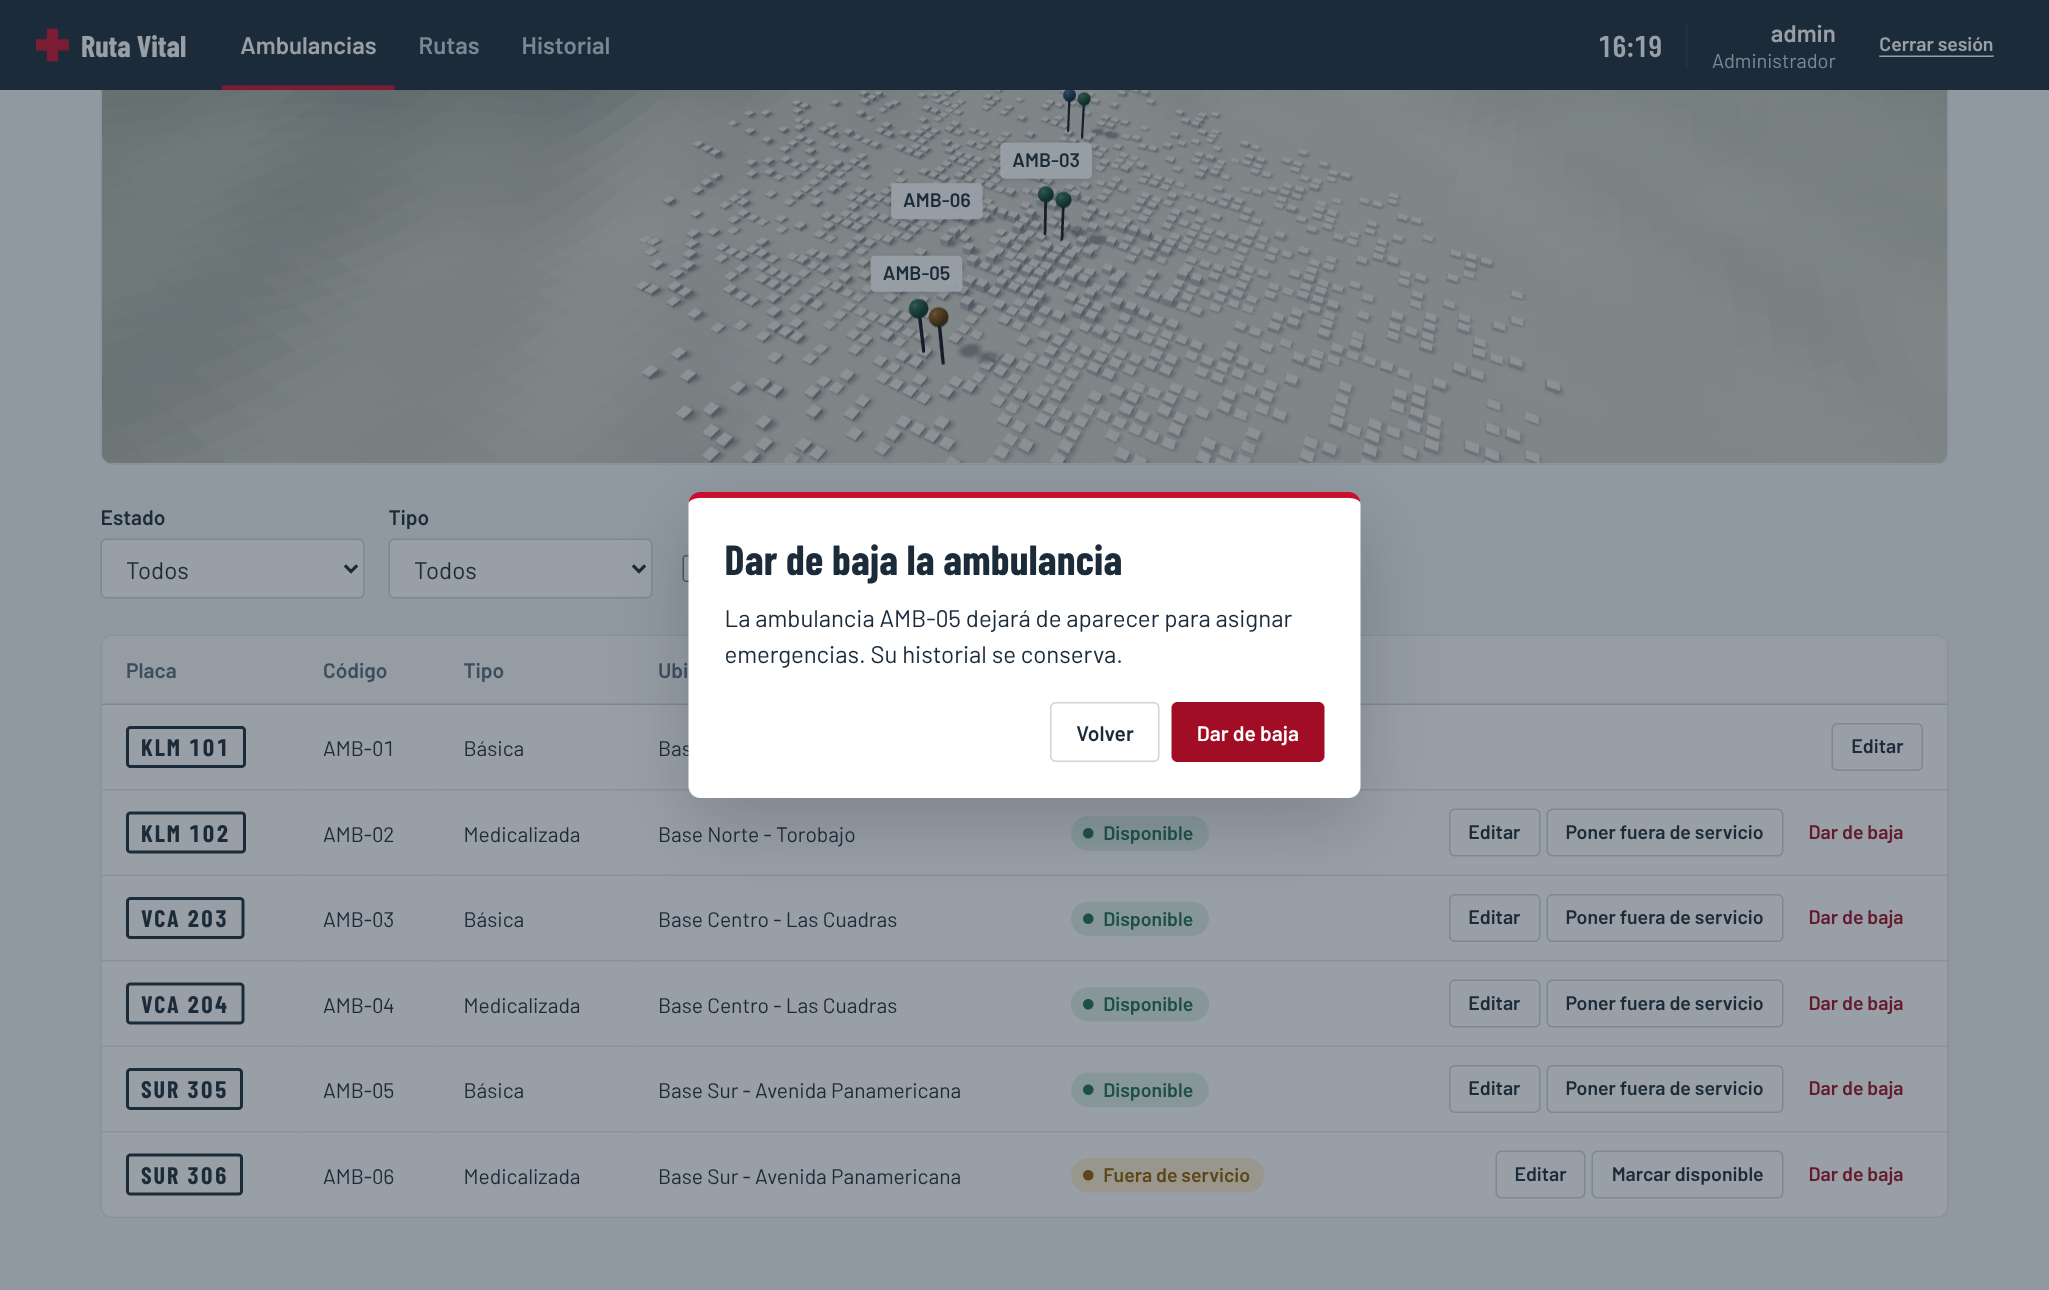 Ruta Vital
Ambulancias
Rutas
Historial
16:19
admin
Administrador
Cerrar sesión
AMB-03
AMB-06
AMB-05
Estado
Tipo
Todos
Todos
Dar de baja la ambulancia
La ambulancia AMB-05 dejará de aparecer para asignar
emergencias. Su historial se conserva.
Volver
Dar de baja
Placa Código Tipo
KLM 101 AMB-01 Básica Editar
KLM 102 AMB-02 Medicalizada Base Norte - Torobajo Disponible Editar Poner fuera de servicio Dar de baja
VCA 203 AMB-03 Básica Base Centro - Las Cuadras Disponible Editar Poner fuera de servicio Dar de baja
VCA 204 AMB-04 Medicalizada Base Centro - Las Cuadras Disponible Editar Poner fuera de servicio Dar de baja
SUR 305 AMB-05 Básica Base Sur - Avenida Panamericana Disponible Editar Poner fuera de servicio Dar de baja
SUR 306 AMB-06 Medicalizada Base Sur - Avenida Panamericana Fuera de servicio Editar Marcar disponible Dar de baja